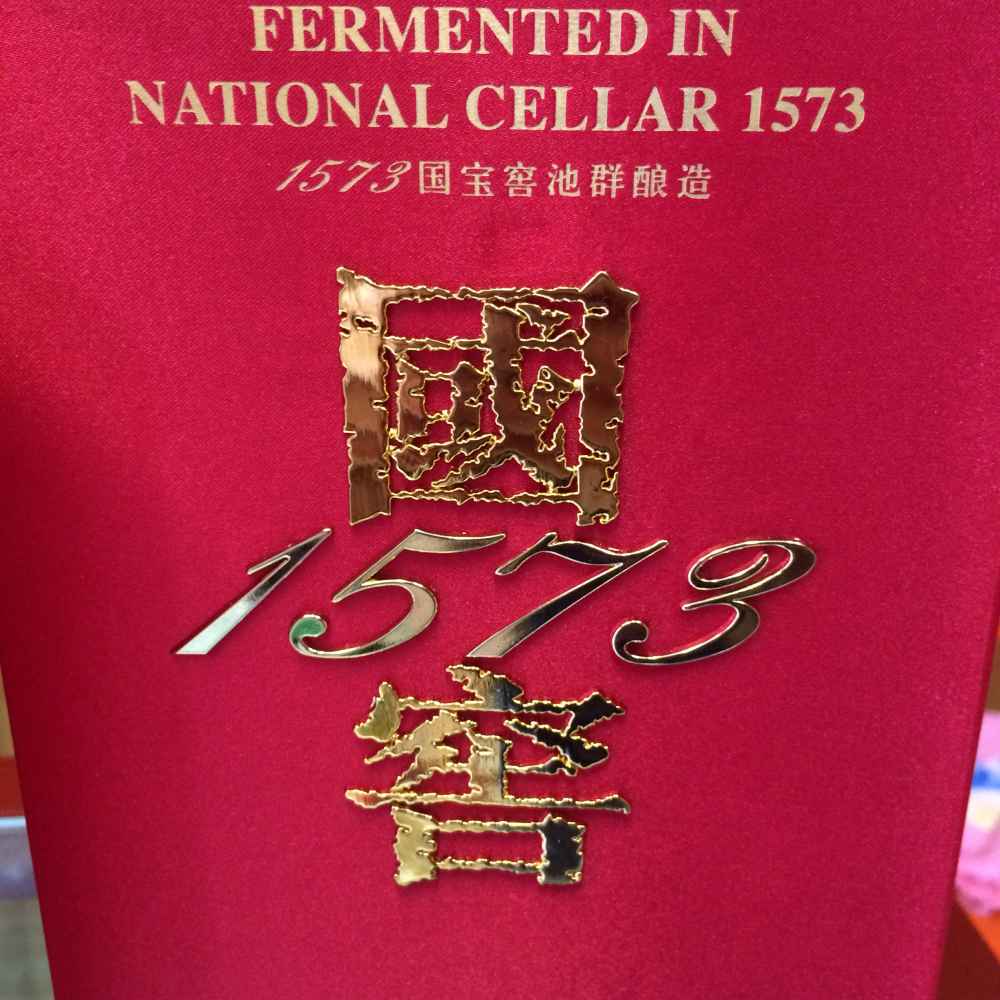 FERMENTED IN
NATIONAL CELLAR 1573
1573国宝窖池群酿造
國
1573
窖